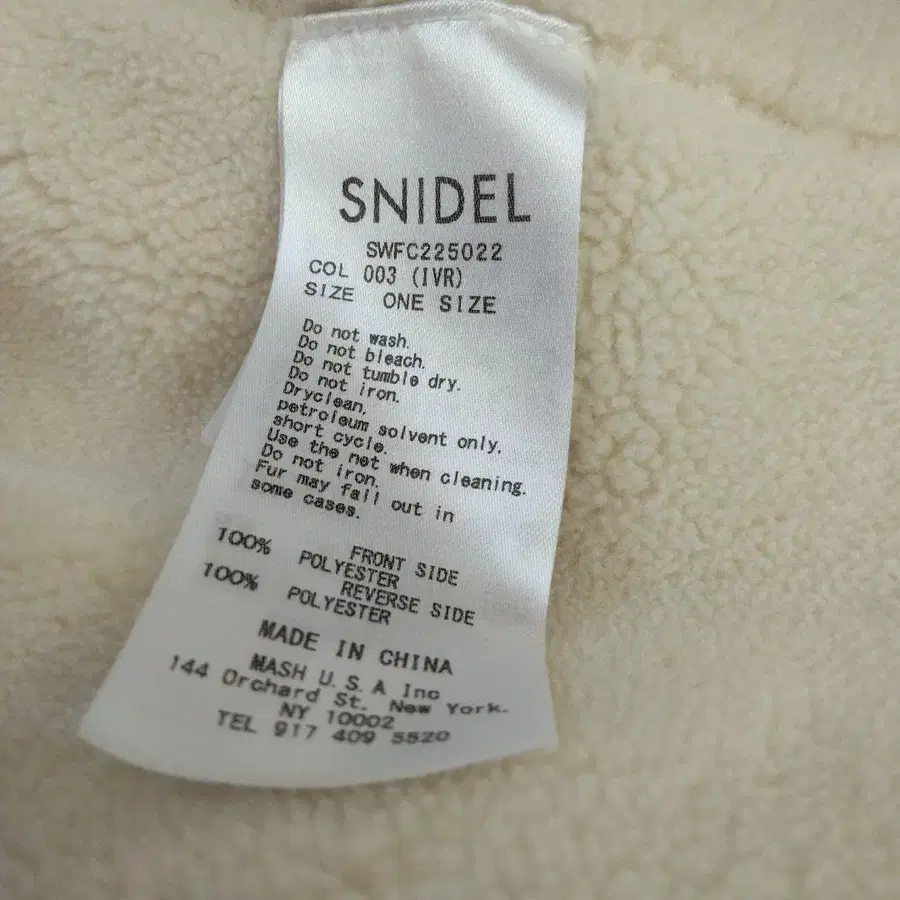 SNIDEL
SWFC225022
COL 003 (IVR)
SIZE ONE SIZE
Do not wash.
Do not bleach.
Do not tumble dry.
Do not iron.
Dryclean,
petroleum solvent only,
short cycle.
Use the net when cleaning.
Do not iron.
Fur may fall out in
some cases.
FRONT SIDE
100% POLYESTER
REVERSE SIDE
100% POLYESTER
MADE IN CHINA
MASH U.S.A Inc
144 Orchard St. New York.
NY 10002
TEL 917 409 5520